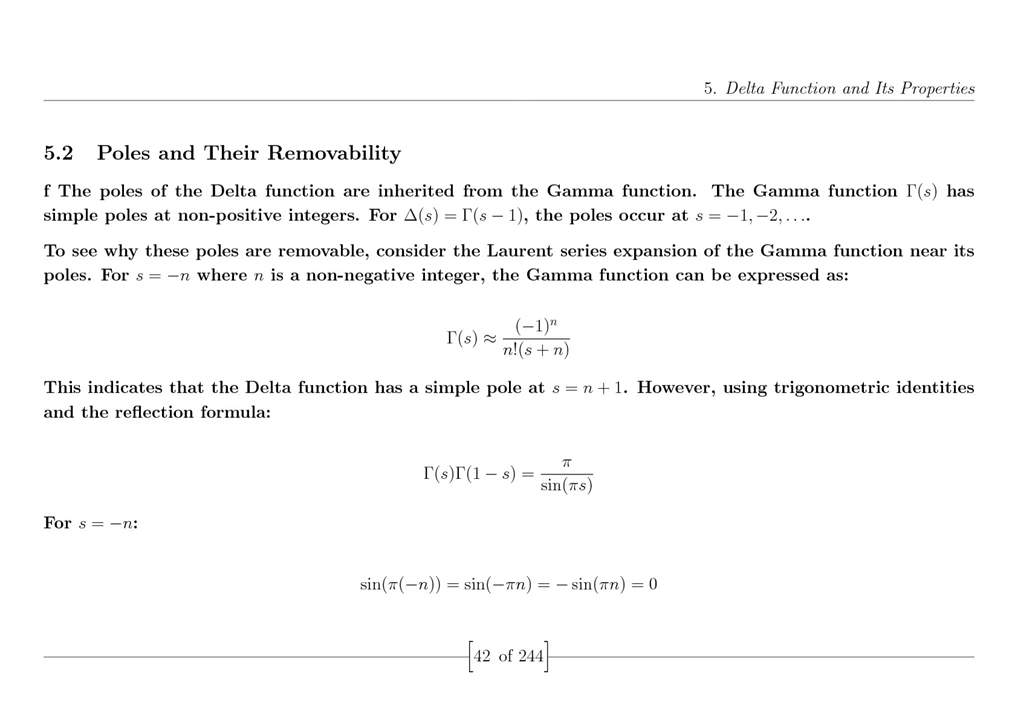 5. Delta Function and Its Properties
5.2 Poles and Their Removability
f The poles of the Delta function are inherited from the Gamma function. The Gamma function Γ(s) has
simple poles at non-positive integers. For Δ(s) = Γ(s − 1), the poles occur at s = −1, −2, . . ..
To see why these poles are removable, consider the Laurent series expansion of the Gamma function near its
poles. For s = −n where n is a non-negative integer, the Gamma function can be expressed as:
Γ(s) ≈ (−1)ⁿ / n!(s + n)
This indicates that the Delta function has a simple pole at s = n + 1. However, using trigonometric identities
and the reflection formula:
Γ(s)Γ(1 − s) = π / sin(πs)
For s = −n:
sin(π(−n)) = sin(−πn) = − sin(πn) = 0
[42 of 244]